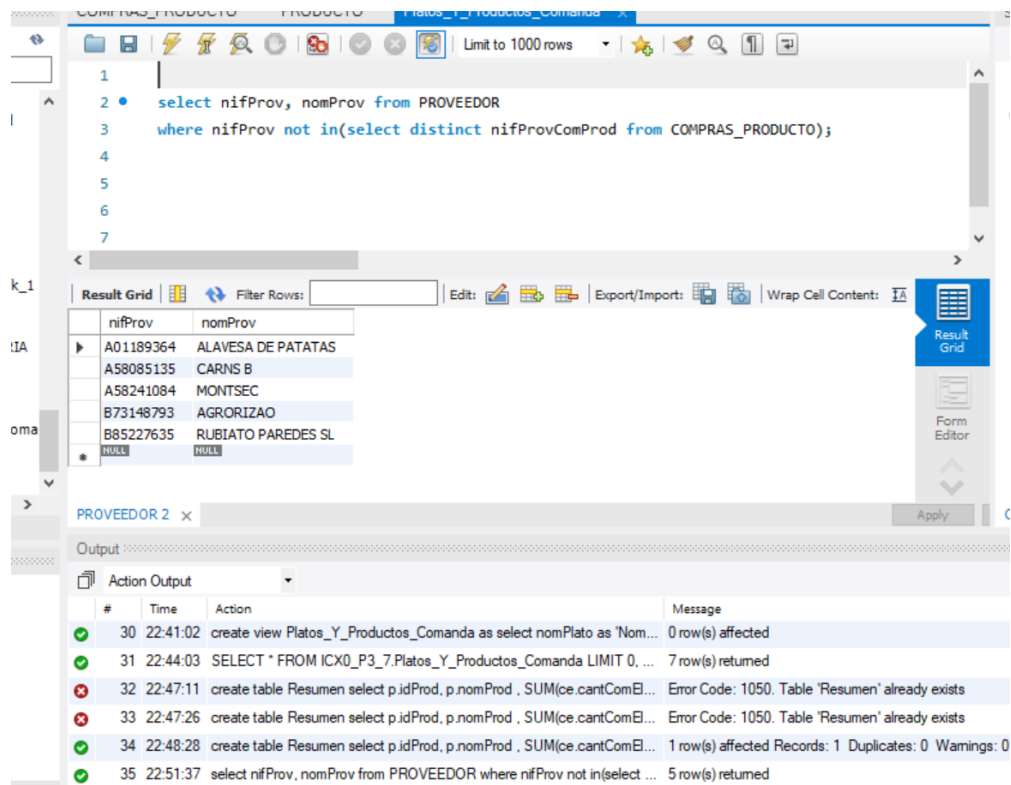 COMPRAS_PRODUCTO PRODUCTO Platos_Y_Productos_Comanda
Limit to 1000 rows
1
2 select nifProv, nomProv from PROVEEDOR
3 where nifProv not in(select distinct nifProvComProd from COMPRAS_PRODUCTO);
4
5
6
7
k_1
Result Grid Filter Rows: Edit: Export/Import: Wrap Cell Content:
nifProv nomProv
A01189364 ALAVESA DE PATATAS
A58085135 CARNS B
A58241084 MONTSEC
B73148793 AGRORIZAO
B85227635 RUBIATO PAREDES SL
NULL NULL
Result
Grid
Form
Editor
IA
oma
PROVEEDOR 2 Apply
Output
Action Output
# Time Action Message
30 22:41:02 create view Platos_Y_Productos_Comanda as select nomPlato as 'Nom... 0 row(s) affected
31 22:44:03 SELECT * FROM ICX0_P3_7.Platos_Y_Productos_Comanda LIMIT 0, ... 7 row(s) returned
32 22:47:11 create table Resumen select p.idProd, p.nomProd , SUM(ce.cantComEl... Error Code: 1050. Table 'Resumen' already exists
33 22:47:26 create table Resumen select p.idProd, p.nomProd , SUM(ce.cantComEl... Error Code: 1050. Table 'Resumen' already exists
34 22:48:28 create table Resumen select p.idProd, p.nomProd , SUM(ce.cantComEl... 1 row(s) affected Records: 1 Duplicates: 0 Warnings: 0
35 22:51:37 select nifProv, nomProv from PROVEEDOR where nifProv not in(select ... 5 row(s) returned